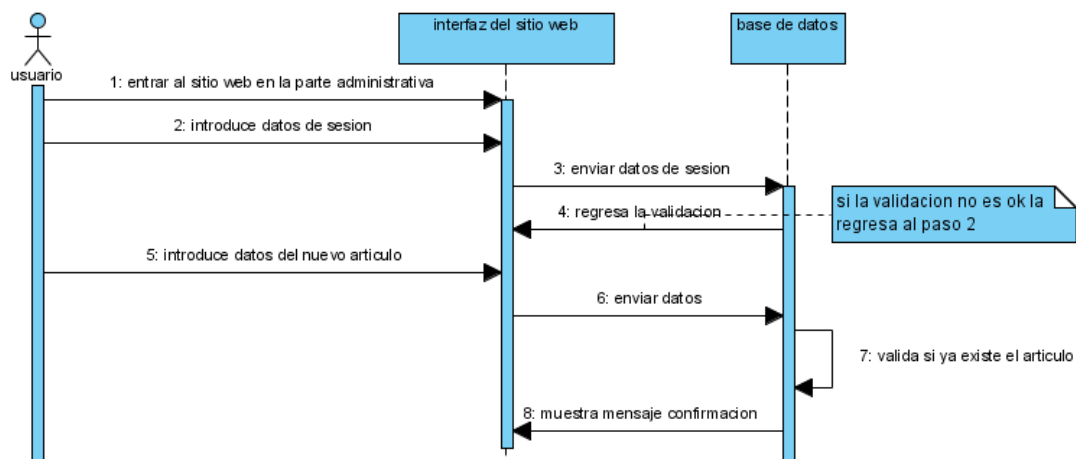 interfaz del sitio web
base de datos
usuario
1: entrar al sitio web en la parte administrativa
2: introduce datos de sesion
3: enviar datos de sesion
si la validacion no es ok la
regresa al paso 2
4: regresa la validacion
5: introduce datos del nuevo articulo
6: enviar datos
7: valida si ya existe el articulo
8: muestra mensaje confirmacion